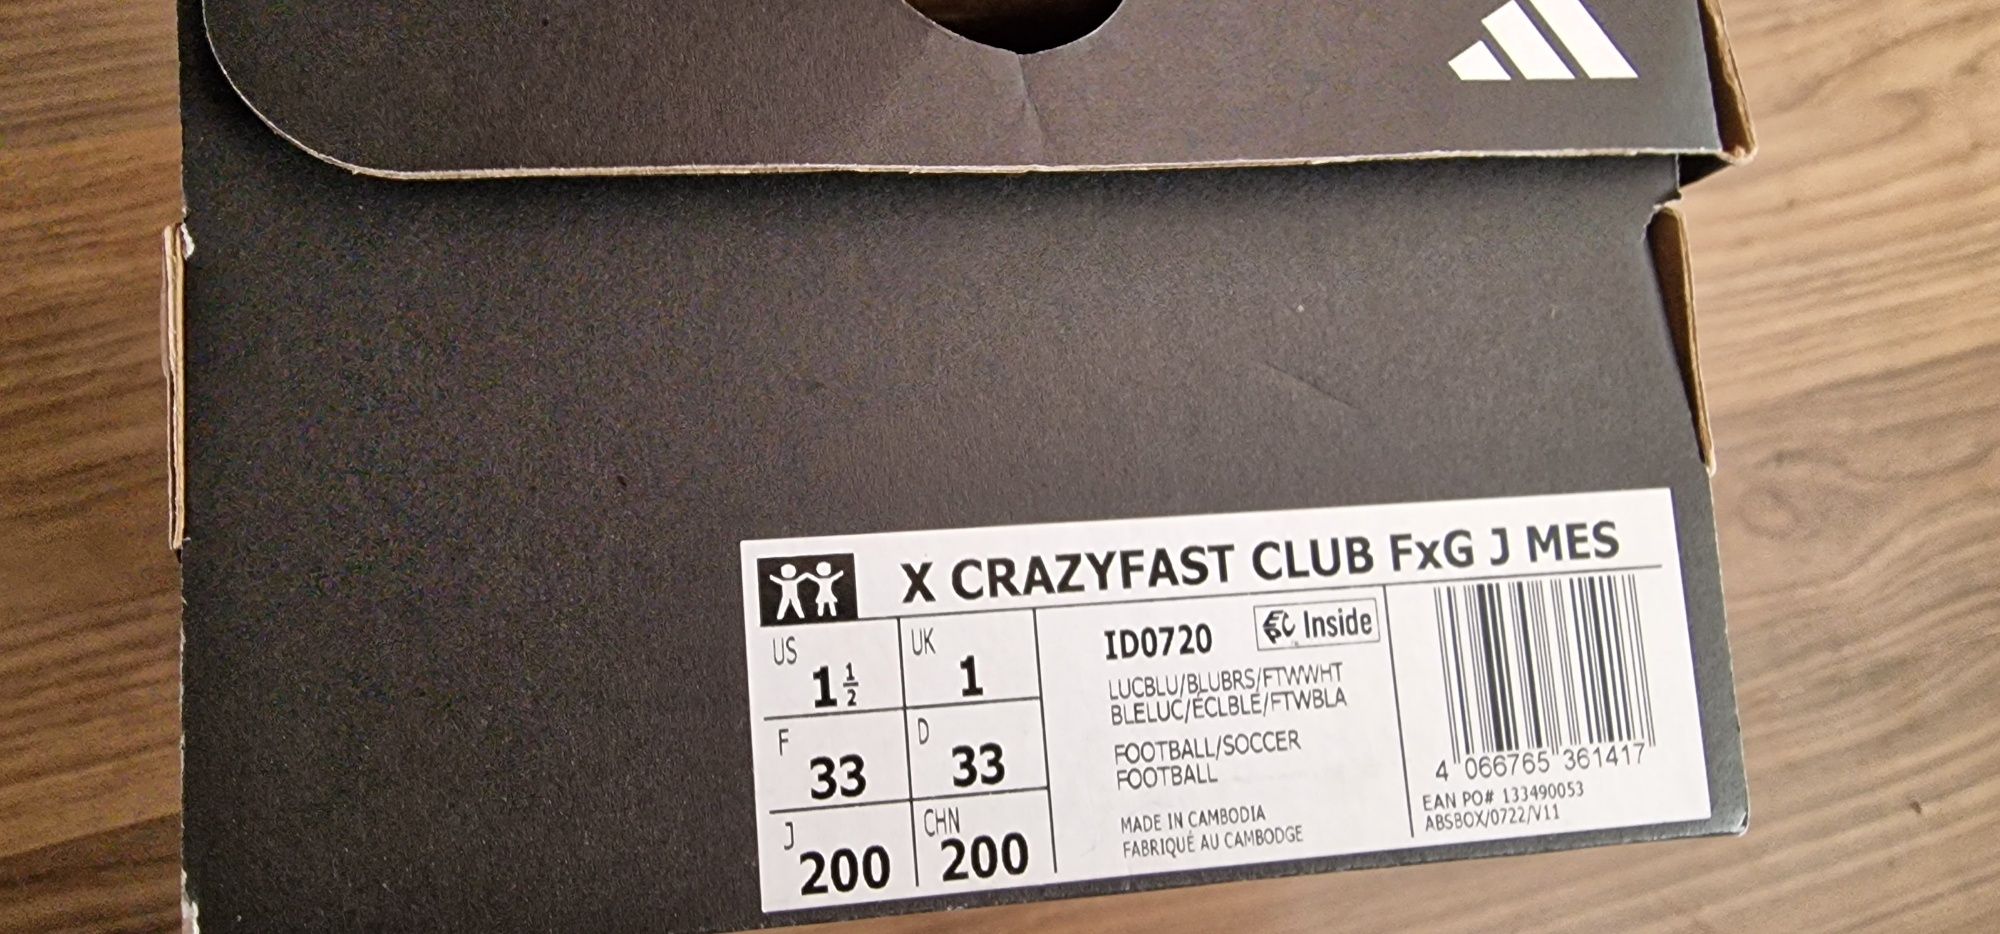 X CRAZYFAST CLUB FxG J MES
US 1 1/2
UK 1
F 33
D 33
J 200
CHN 200
ID0720
Inside
LUCBLU/BLUBRS/FTWWHT
BLELUC/ÉCLBLE/FTWBLA
FOOTBALL/SOCCER
FOOTBALL
MADE IN CAMBODIA
FABRIQUÉ AU CAMBODGE
4 066765 361417
EAN PO# 133490053
ABSBOX/0722/V11